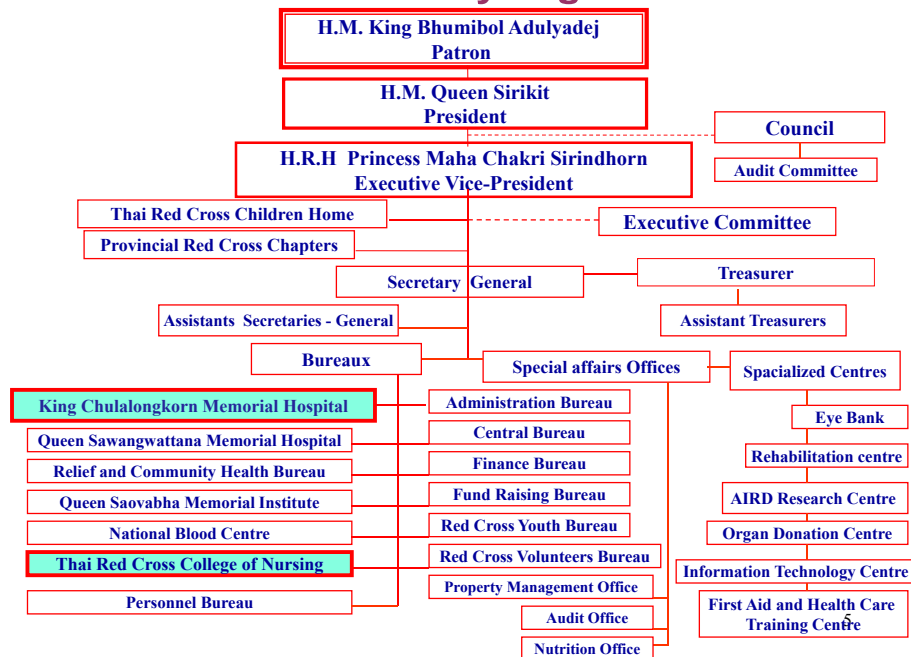 H.M. King Bhumibol Adulyadej
Patron
H.M. Queen Sirikit
President
Council
H.R.H Princess Maha Chakri Sirindhorn
Executive Vice-President
Audit Committee
Thai Red Cross Children Home
Executive Committee
Provincial Red Cross Chapters
Secretary General
Treasurer
Assistants Secretaries - General
Assistant Treasurers
Bureaux
Special affairs Offices
Spacialized Centres
King Chulalongkorn Memorial Hospital
Administration Bureau
Eye Bank
Queen Sawangwattana Memorial Hospital
Central Bureau
Rehabilitation centre
Relief and Community Health Bureau
Finance Bureau
Queen Saovabha Memorial Institute
Fund Raising Bureau
AIRD Research Centre
National Blood Centre
Red Cross Youth Bureau
Organ Donation Centre
Thai Red Cross College of Nursing
Red Cross Volunteers Bureau
Information Technology Centre
Property Management Office
Personnel Bureau
First Aid and Health Care
Training Centre
5
Audit Office
Nutrition Office